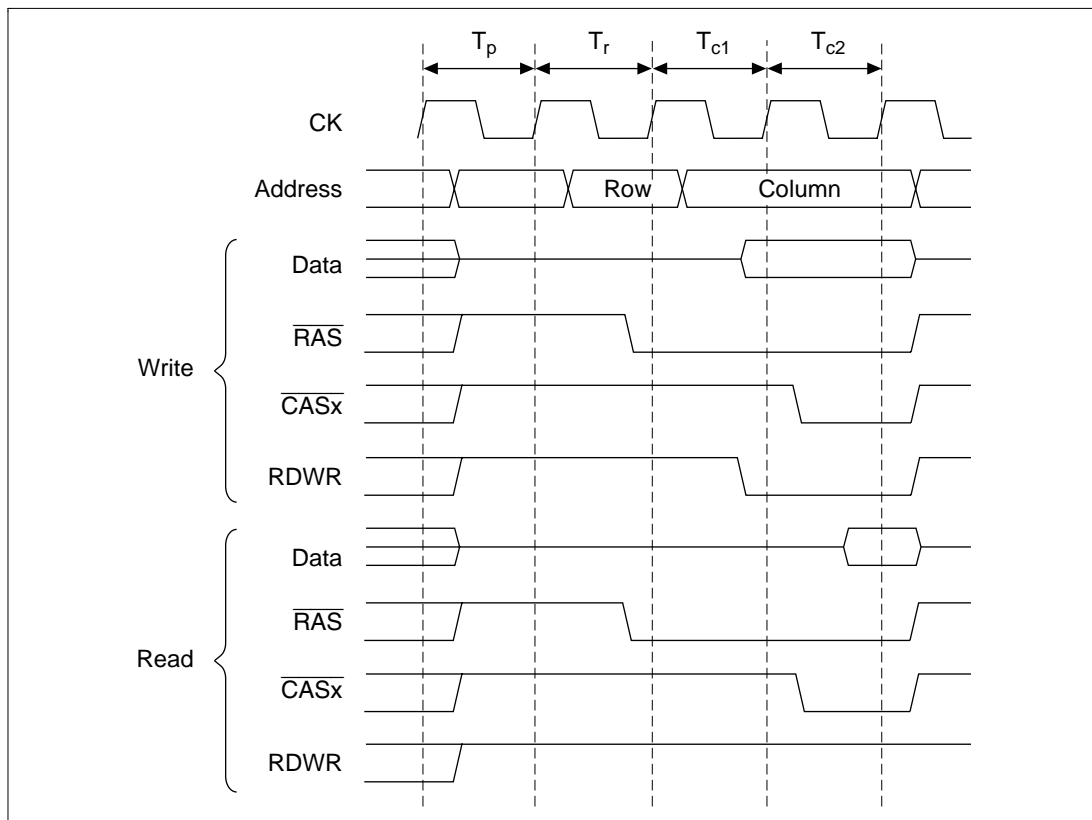 Tp Tr Tc1 Tc2
CK
Address Row Column
Write
Data
RAS
CASx
RDWR
Read
Data
RAS
CASx
RDWR